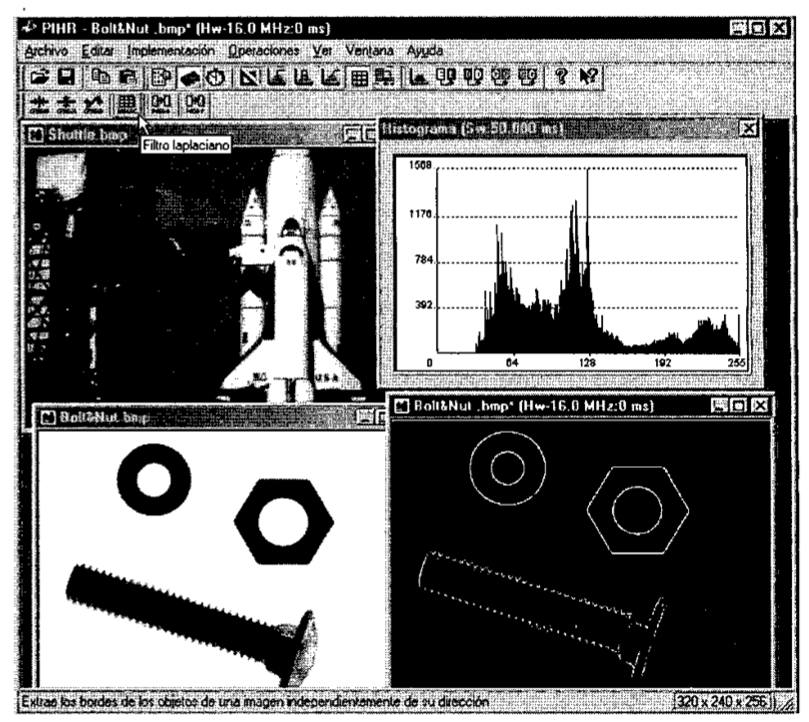 PIHR - Bolt&Nut .bmp* (Hw-16.0 MHz:0 ms)
Archivo Editar Implementación Operaciones Ver Ventana Ayuda
Shuttle.bmp
Filtro laplaciano
Histograma (Sw 50.000 ms)
1568
1176
784
392
0 64 128 192 255
USA
Bolt&Nut.bmp
Bolt&Nut .bmp* (Hw-16.0 MHz:0 ms)
Extrae los bordes de los objetos de una imagen independientemente de su dirección
320 x 240 x 256